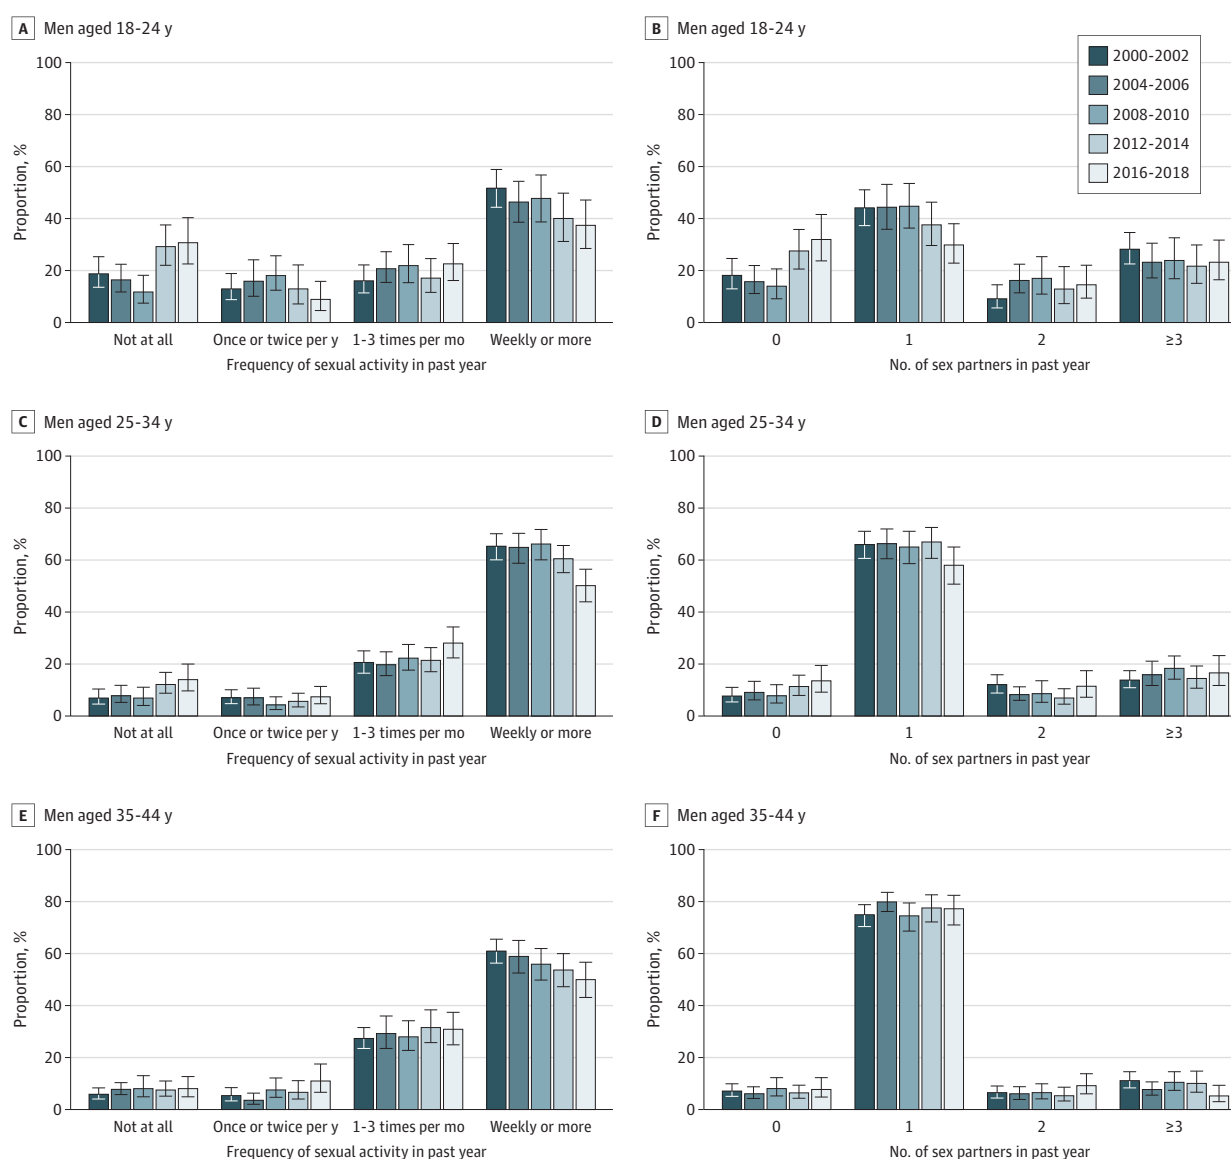 A Men aged 18-24 y
100
80
60
40
20
0
Proportion, %
Not at all
Once or twice per y
1-3 times per mo
Weekly or more
Frequency of sexual activity in past year
B Men aged 18-24 y
100
80
60
40
20
0
Proportion, %
2000-2002
2004-2006
2008-2010
2012-2014
2016-2018
0
1
2
≥3
No. of sex partners in past year
C Men aged 25-34 y
100
80
60
40
20
0
Proportion, %
Not at all
Once or twice per y
1-3 times per mo
Weekly or more
Frequency of sexual activity in past year
D Men aged 25-34 y
100
80
60
40
20
0
Proportion, %
0
1
2
≥3
No. of sex partners in past year
E Men aged 35-44 y
100
80
60
40
20
0
Proportion, %
Not at all
Once or twice per y
1-3 times per mo
Weekly or more
Frequency of sexual activity in past year
F Men aged 35-44 y
100
80
60
40
20
0
Proportion, %
0
1
2
≥3
No. of sex partners in past year